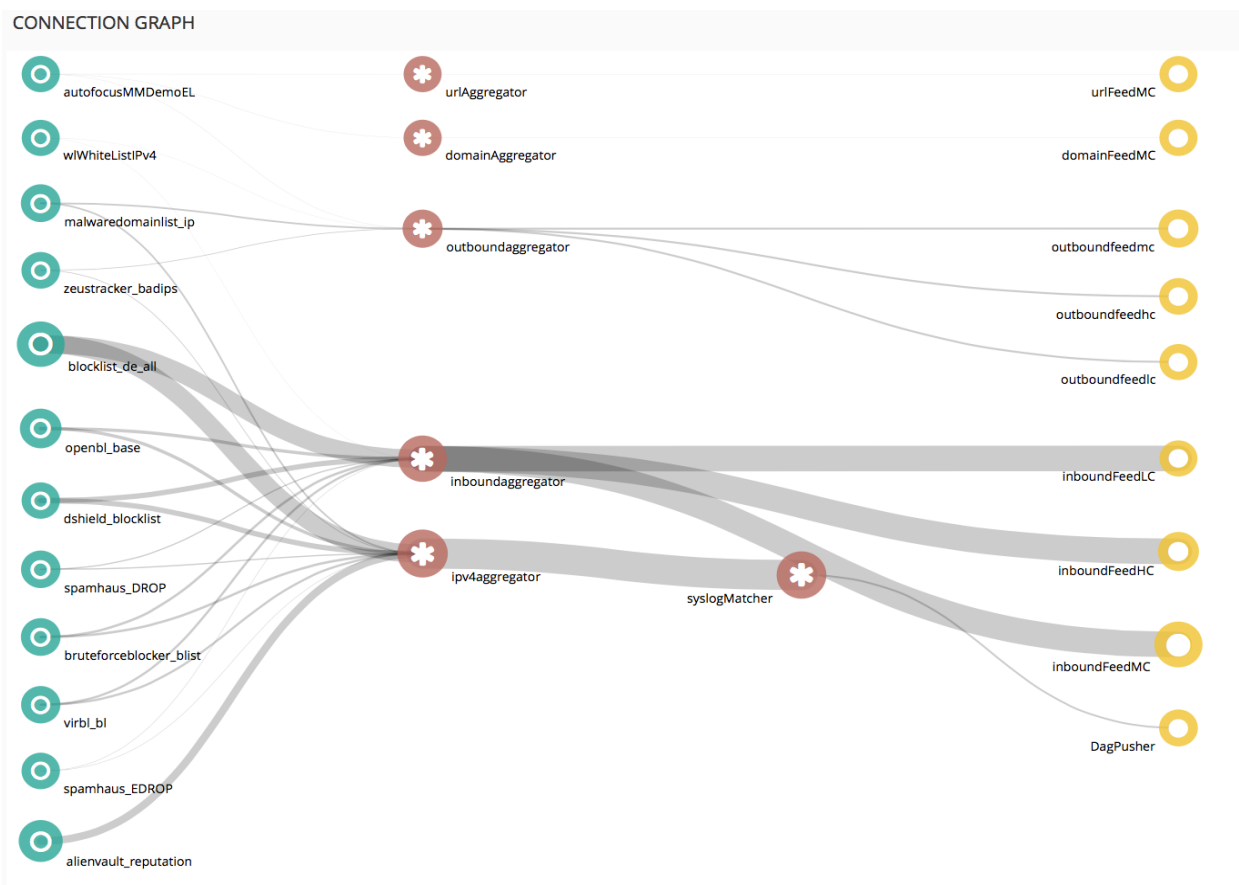 CONNECTION GRAPH
autofocusMMDemoEL
urlAggregator
urlFeedMC
wlWhiteListIPv4
domainAggregator
domainFeedMC
malwaredomainlist_ip
outboundaggregator
outboundfeedmc
zeustracker_badips
outboundfeedhc
blocklist_de_all
outboundfeedlc
openbl_base
inboundaggregator
inboundFeedLC
dshield_blocklist
spamhaus_DROP
ipv4aggregator
inboundFeedHC
syslogMatcher
bruteforceblocker_blist
inboundFeedMC
virbl_bl
DagPusher
spamhaus_EDROP
alienvault_reputation